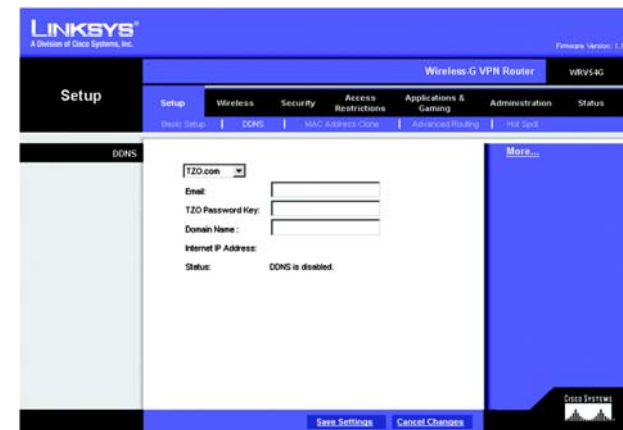 LINKSYS®
A Division of Cisco Systems, Inc.
Firmware Version: 1.1
Wireless-G VPN Router WRV54G
Setup
Setup Wireless Security Access Restrictions Applications & Gaming Administration Status
Basic Setup | DDNS | MAC Address Clone | Advanced Routing | Hot Spot
DDNS
More...
TZO.com
Email:
TZO Password Key:
Domain Name :
Internet IP Address:
Status: DDNS is disabled.
CISCO SYSTEMS
Save Settings Cancel Changes